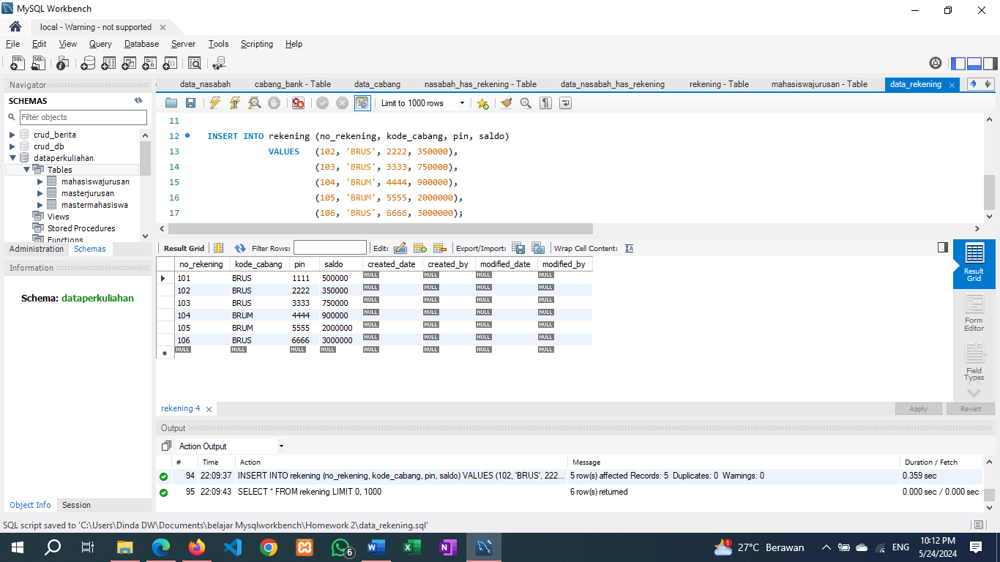 MySQL Workbench
local - Warning - not supported
File Edit View Query Database Server Tools Scripting Help
Navigator
SCHEMAS
Filter objects
crud_berita
crud_db
dataperkuliahan
Tables
mahasiswajurusan
masterjurusan
mastermahasiswa
Views
Stored Procedures
Functions
Administration Schemas
Information
Schema: dataperkuliahan
Object Info Session
data_nasabah cabang_bank - Table data_cabang nasabah_has_rekening - Table data_nasabah_has_rekening rekening - Table mahasiswajurusan - Table data_rekening
Limit to 1000 rows
11
12 INSERT INTO rekening (no_rekening, kode_cabang, pin, saldo)
13 VALUES (102, 'BRUS', 2222, 350000),
14 (103, 'BRUS', 3333, 750000),
15 (104, 'BRUM', 4444, 900000),
16 (105, 'BRUM', 5555, 2000000),
17 (106, 'BRUS', 6666, 3000000);
Result Grid Filter Rows: Edit: Export/Import: Wrap Cell Content:
no_rekening kode_cabang pin saldo created_date created_by modified_date modified_by
101 BRUS 1111 500000 NULL NULL NULL NULL
102 BRUS 2222 350000 NULL NULL NULL NULL
103 BRUS 3333 750000 NULL NULL NULL NULL
104 BRUM 4444 900000 NULL NULL NULL NULL
105 BRUM 5555 2000000 NULL NULL NULL NULL
106 BRUS 6666 3000000 NULL NULL NULL NULL
NULL NULL NULL NULL NULL NULL NULL NULL
Result
Grid
Form
Editor
Field
Types
rekening 4
Apply Revert
Output
Action Output
# Time Action Message Duration / Fetch
94 22:09:37 INSERT INTO rekening (no_rekening, kode_cabang, pin, saldo) VALUES (102, 'BRUS', 222... 5 row(s) affected Records: 5 Duplicates: 0 Warnings: 0 0.359 sec
95 22:09:43 SELECT * FROM rekening LIMIT 0, 1000 6 row(s) returned 0.000 sec / 0.000 sec
SQL script saved to 'C:\Users\Dinda DW\Documents\belajar Mysqlworkbench\Homework 2\data_rekening.sql'
6
1
27°C Berawan
ENG
10:12 PM
5/24/2024